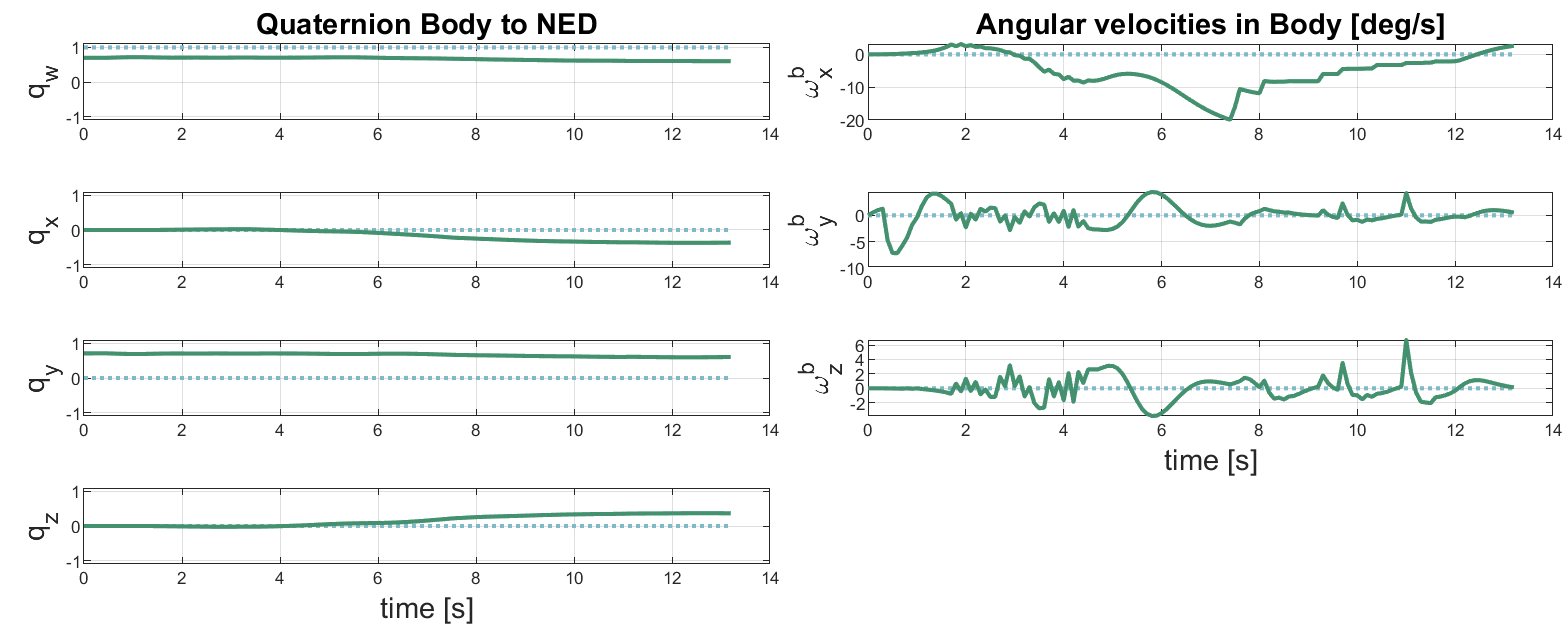 Quaternion Body to NED
1
0
-1
q_w
0 2 4 6 8 10 12 14
1
0
-1
q_x
0 2 4 6 8 10 12 14
1
0
-1
q_y
0 2 4 6 8 10 12 14
1
0
-1
q_z
0 2 4 6 8 10 12 14
time [s]
Angular velocities in Body [deg/s]
0
-10
-20
ω_x^b
0 2 4 6 8 10 12 14
0
-5
-10
ω_y^b
0 2 4 6 8 10 12 14
6
4
2
0
-2
ω_z^b
0 2 4 6 8 10 12 14
time [s]